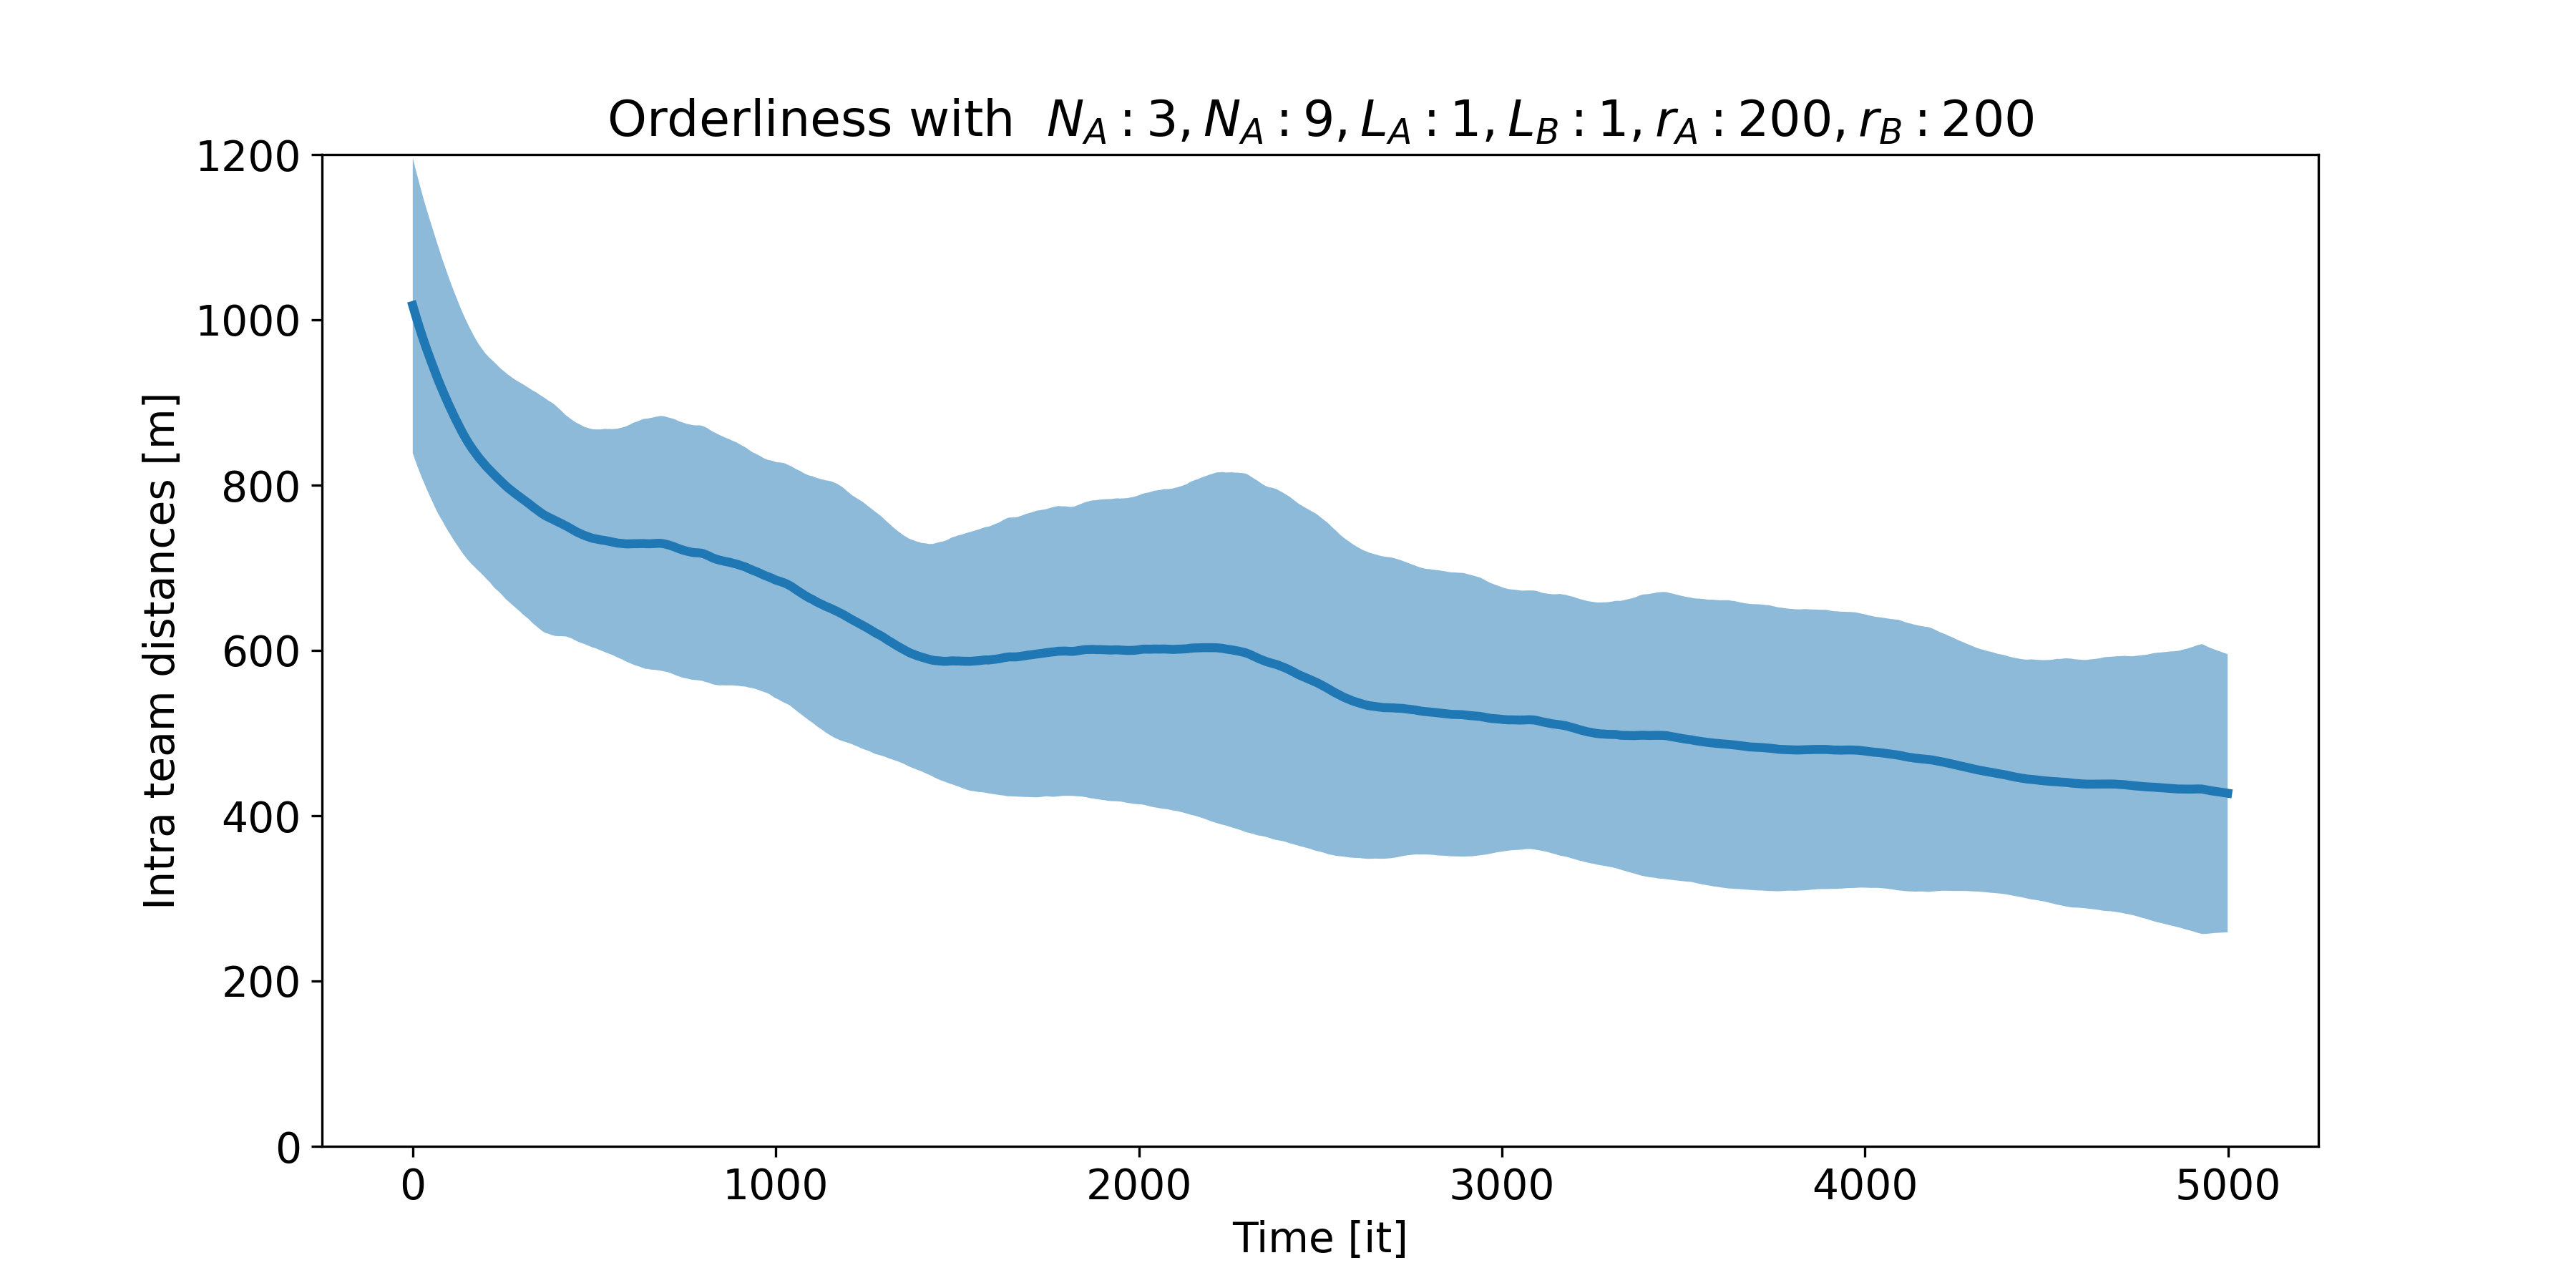 Orderliness with N_A : 3, N_A : 9, L_A : 1, L_B : 1, r_A : 200, r_B : 200
1200
1000
800
600
400
200
0
Intra team distances [m]
0 1000 2000 3000 4000 5000
Time [it]